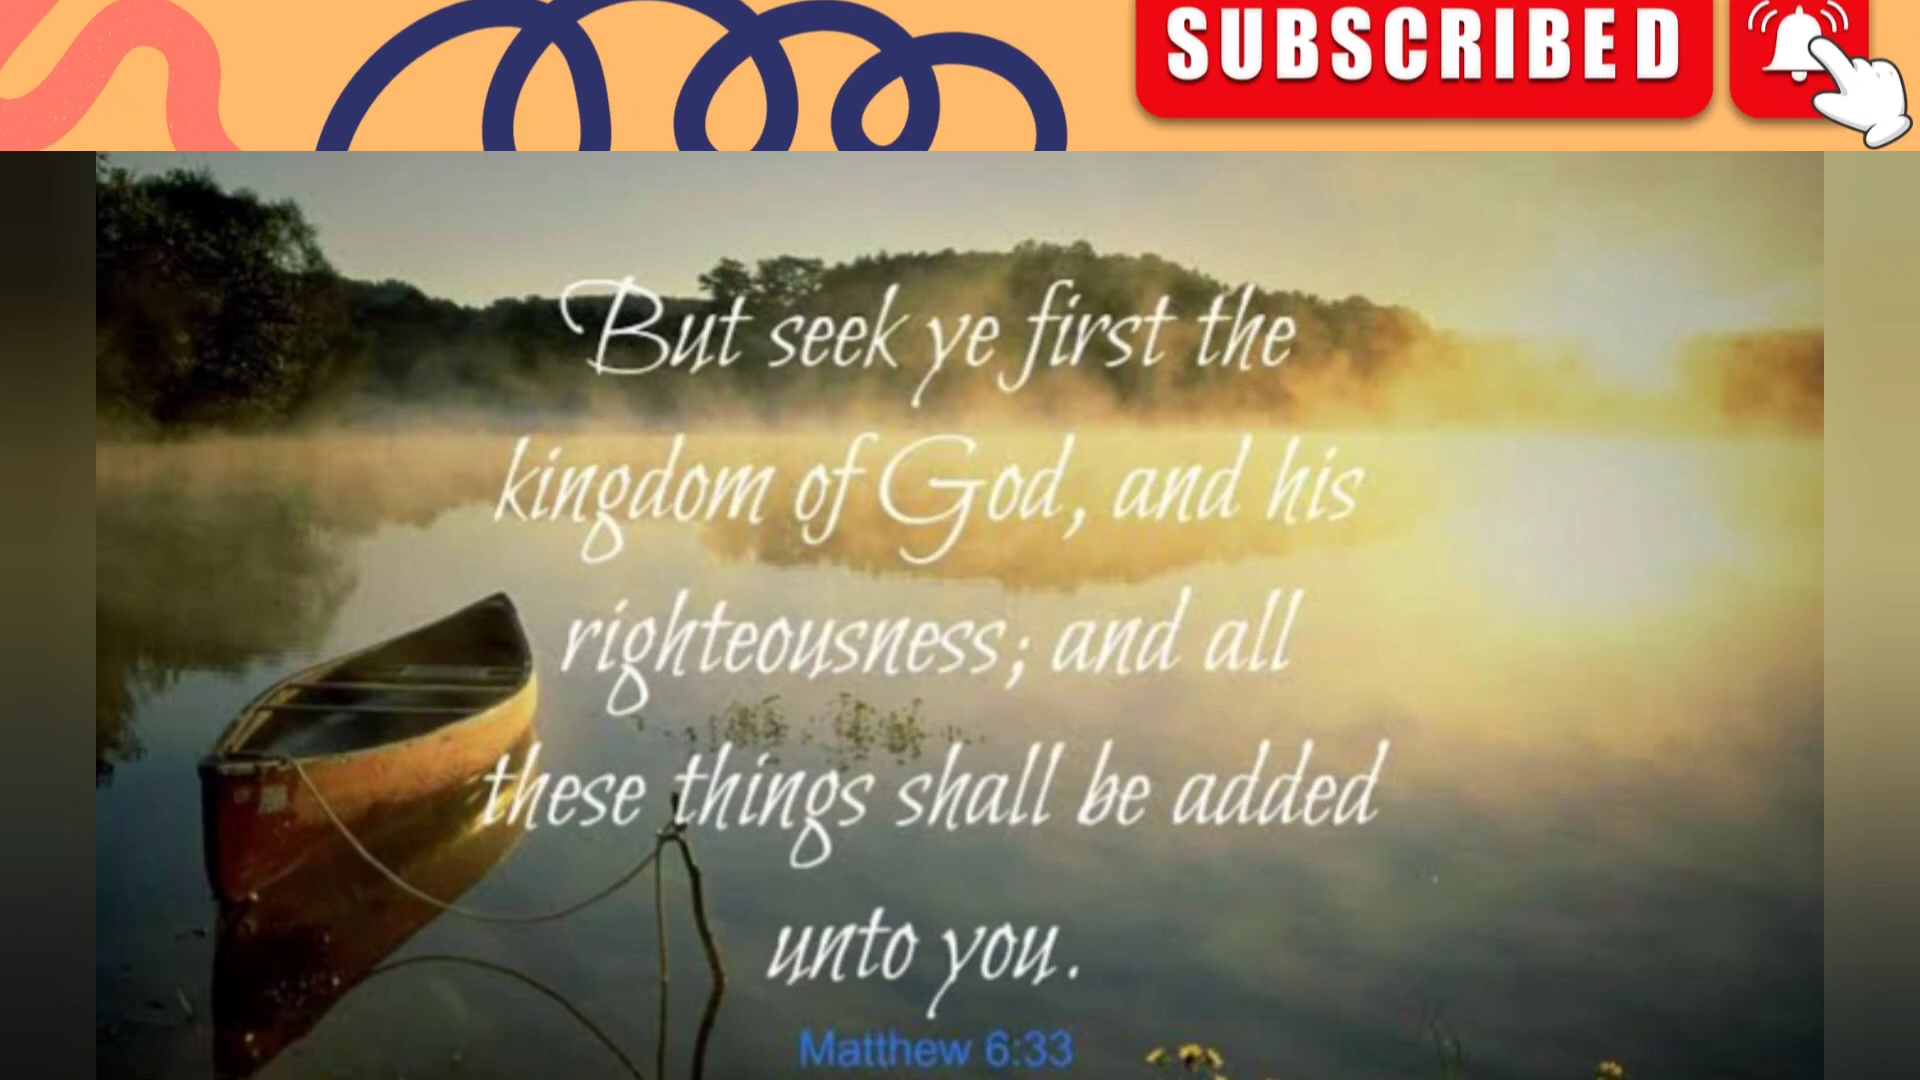 SUBSCRIBED
But seek ye first the
kingdom of God, and his
righteousness; and all
these things shall be added
unto you.
Matthew 6:33